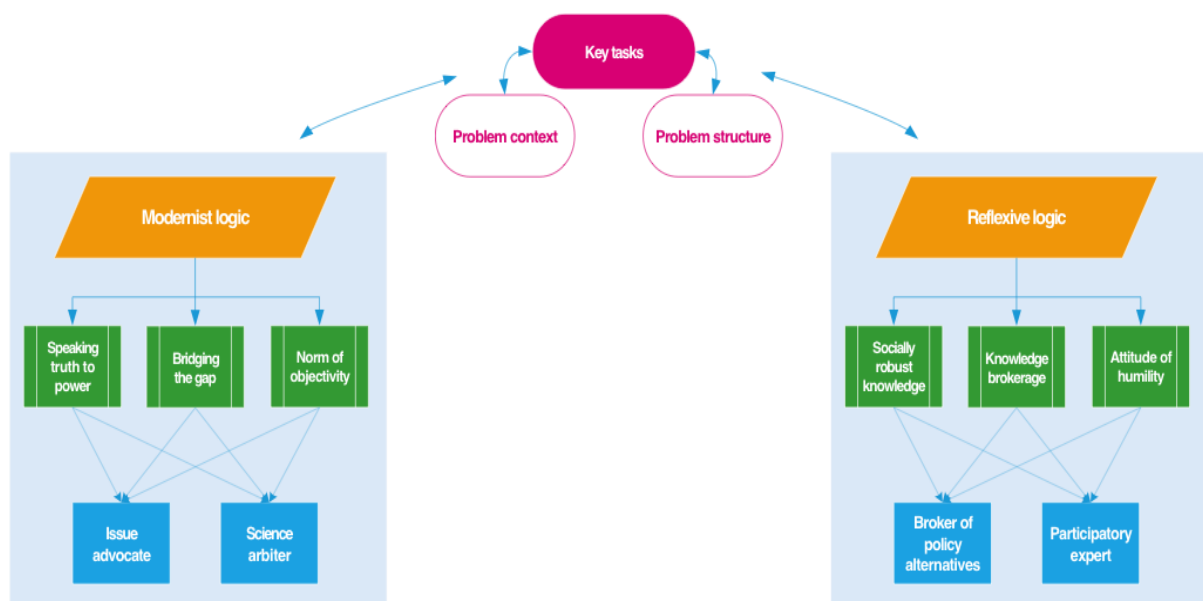 Key tasks
Problem context
Problem structure
Modernist logic
Speaking
truth to
power
Bridging
the gap
Norm of
objectivity
Issue
advocate
Science
arbiter
Reflexive logic
Socially
robust
knowledge
Knowledge
brokerage
Attitude of
humility
Broker of
policy
alternatives
Participatory
expert